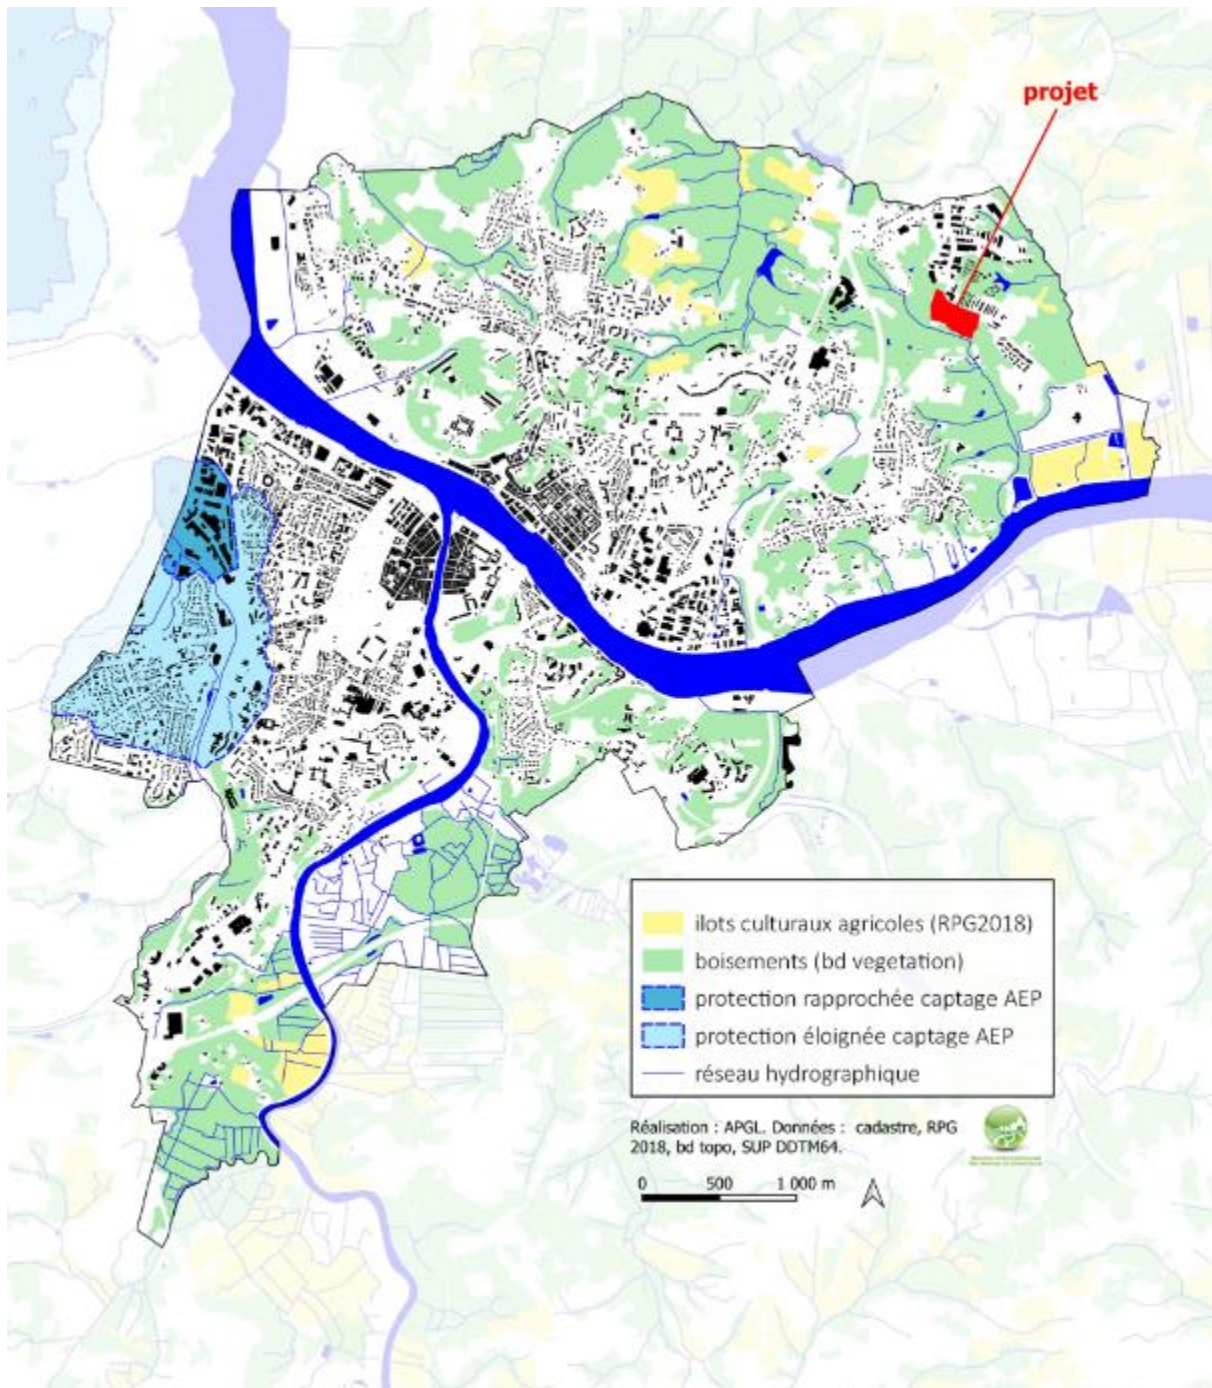 projet
ilots culturaux agricoles (RPG2018)
boisements (bd vegetation)
protection rapprochée captage AEP
protection éloignée captage AEP
réseau hydrographique
Réalisation : APGL. Données : cadastre, RPG
2018, bd topo, SUP DDTM64.
0 500 1 000 m